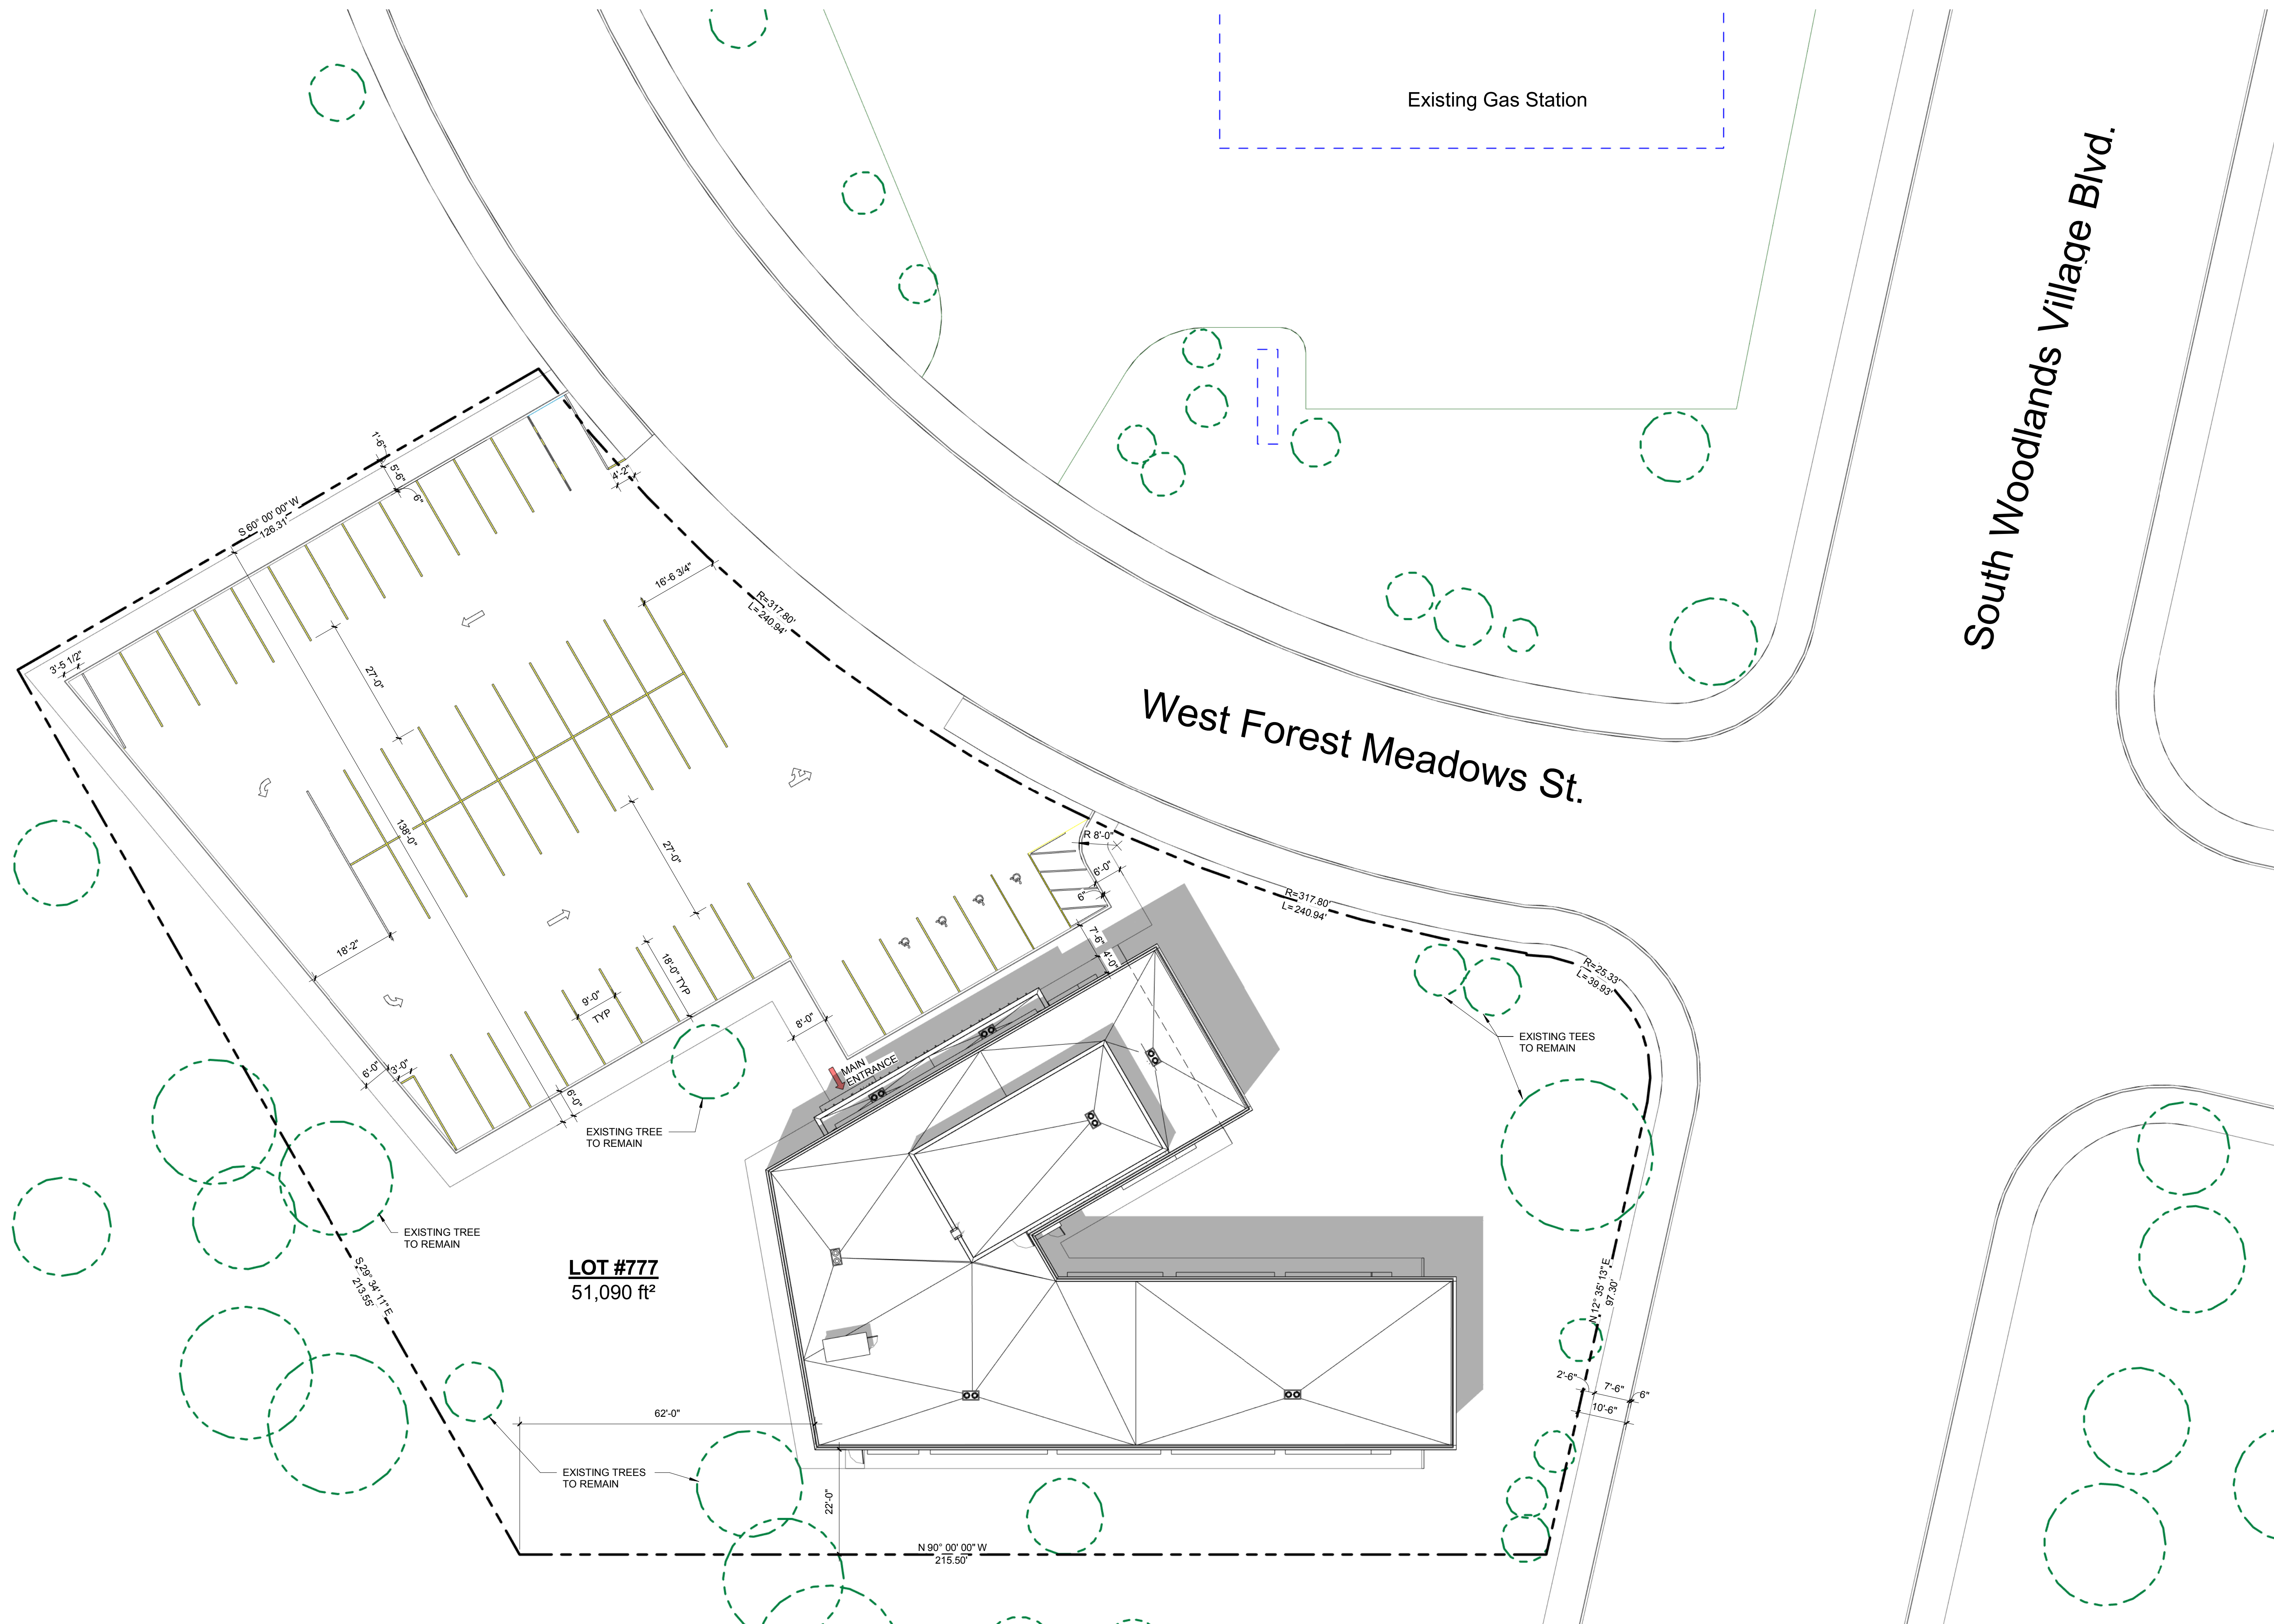 Existing Gas Station
South Woodlands Village Blvd.
1'-6"
5'-6"
6"
4'-2"
S 60° 00' 00" W
126.31'
16'-6 3/4"
R=317.80'
L= 240.94'
3'-5 1/2"
27'-0"
West Forest Meadows St.
138'-0"
27'-0"
R 8'-0"
6'-0"
6"
R=317.80'
L= 240.94'
18'-2"
7'-6"
4'-0"
18'-0" TYP
9'-0"
TYP
8'-0"
R=25.33'
L= 39.93'
EXISTING TEES
TO REMAIN
MAIN
ENTRANCE
6'-0"
3'-0"
6'-0"
EXISTING TREE
TO REMAIN
EXISTING TREE
TO REMAIN
LOT #777
51,090 ft²
S 29° 34' 11" E
213.55'
N 12° 35' 13" E
97.30'
2'-6"
7'-6"
6"
10'-6"
62'-0"
EXISTING TREES
TO REMAIN
22'-0"
N 90° 00' 00" W
215.50'